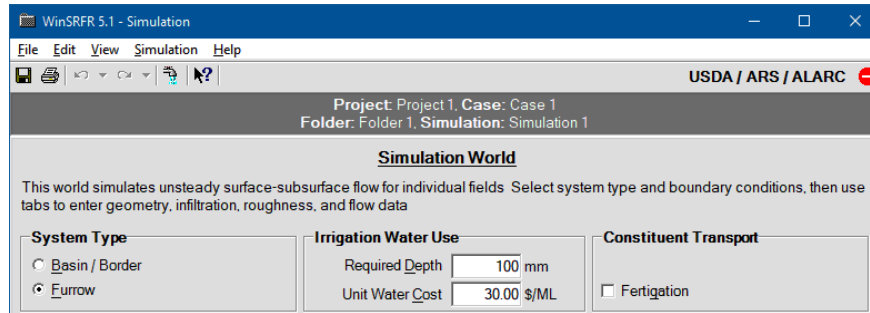 WinSRFR 5.1 - Simulation
File Edit View Simulation Help
USDA / ARS / ALARC
Project: Project 1, Case: Case 1
Folder: Folder 1, Simulation: Simulation 1
Simulation World
This world simulates unsteady surface-subsurface flow for individual fields Select system type and boundary conditions, then use
tabs to enter geometry, infiltration, roughness, and flow data
System Type Irrigation Water Use Constituent Transport
Basin / Border Required Depth 100 mm
Furrow Unit Water Cost 30.00 $/ML Fertigation